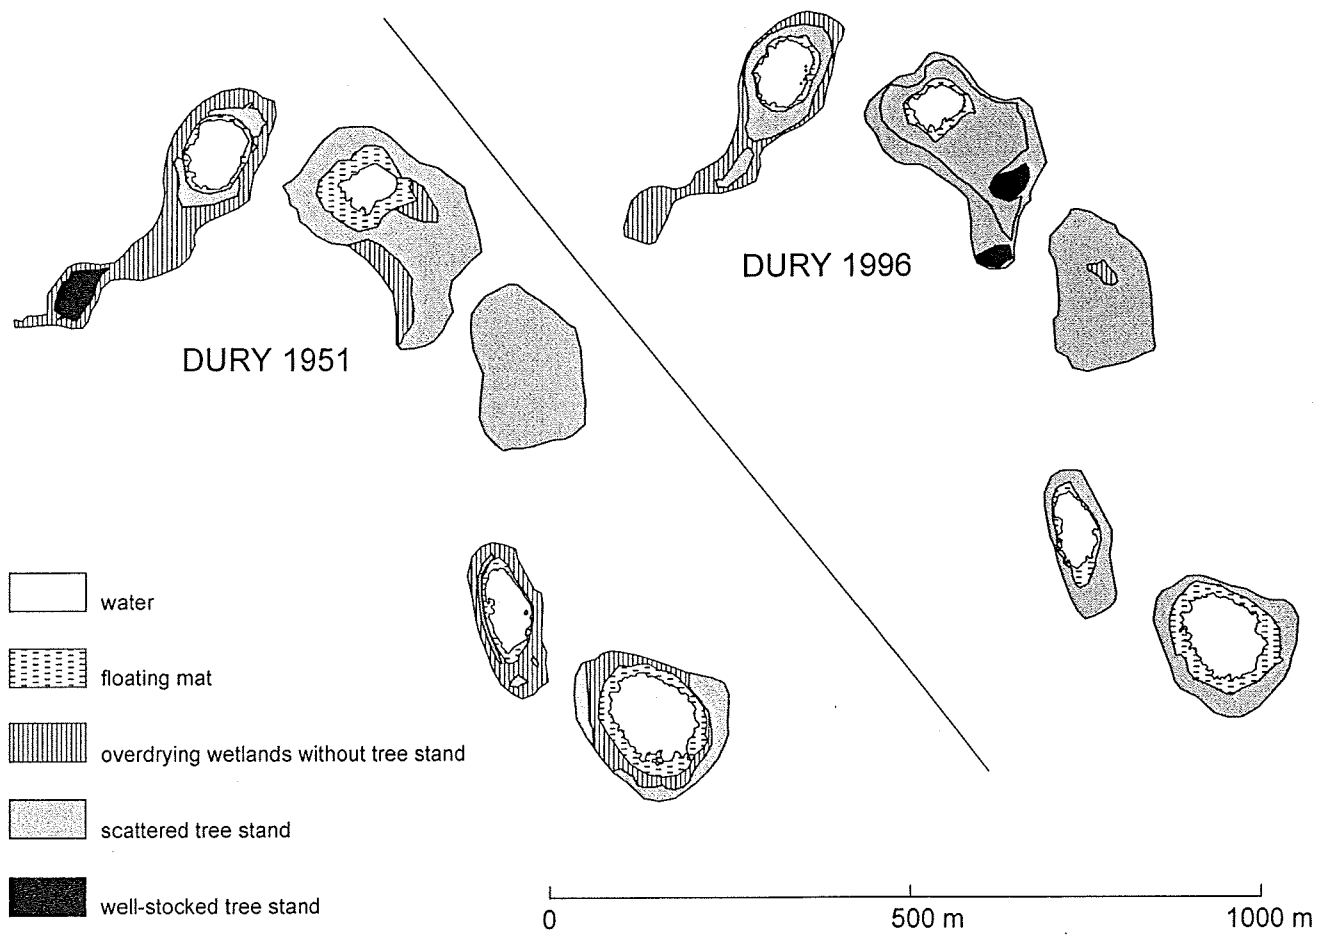 DURY 1996
DURY 1951
water
floating mat
overdrying wetlands without tree stand
scattered tree stand
well-stocked tree stand
0
500 m
1000 m